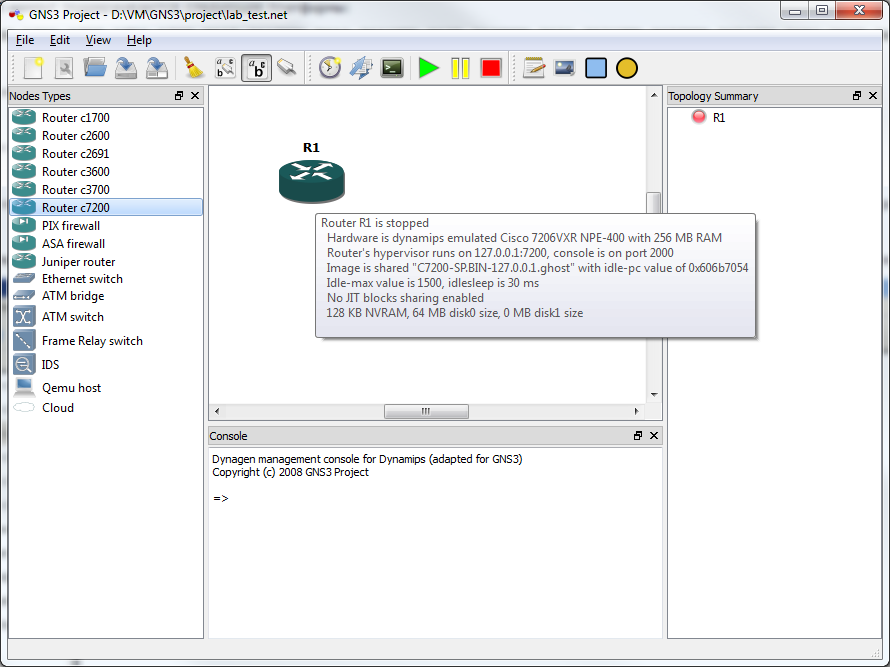 GNS3 Project - D:\VM\GNS3\project\lab_test.net
File Edit View Help
Nodes Types
Router c1700
Router c2600
Router c2691
Router c3600
Router c3700
Router c7200
PIX firewall
ASA firewall
Juniper router
Ethernet switch
ATM bridge
ATM switch
Frame Relay switch
IDS
Qemu host
Cloud
R1
Router R1 is stopped
Hardware is dynamips emulated Cisco 7206VXR NPE-400 with 256 MB RAM
Router's hypervisor runs on 127.0.0.1:7200, console is on port 2000
Image is shared "C7200-SP.BIN-127.0.0.1.ghost" with idle-pc value of 0x606b7054
Idle-max value is 1500, idlesleep is 30 ms
No JIT blocks sharing enabled
128 KB NVRAM, 64 MB disk0 size, 0 MB disk1 size
Console
Dynagen management console for Dynamips (adapted for GNS3)
Copyright (c) 2008 GNS3 Project
=>
Topology Summary
R1